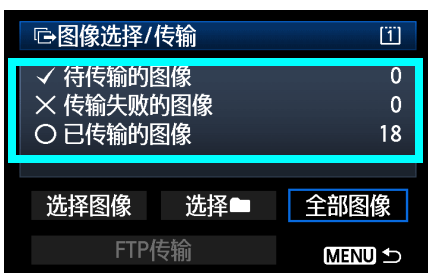 图像选择/传输 1
✓ 待传输的图像 0
× 传输失败的图像 0
○ 已传输的图像 18
选择图像 选择 全部图像
FTP传输 MENU